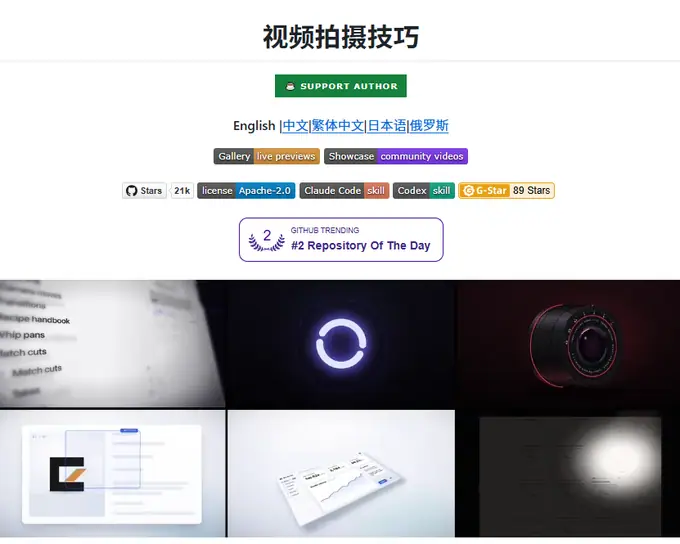 视频拍摄技巧
SUPPORT AUTHOR
English |中文|繁体中文|日本语|俄罗斯
Gallery live previews Showcase community videos
Stars 21k license Apache-2.0 Claude Code skill Codex skill G-Star 89 Stars
2 GITHUB TRENDING
#2 Repository Of The Day
Recipe handbook
Whip pans
Match cuts
Match cuts